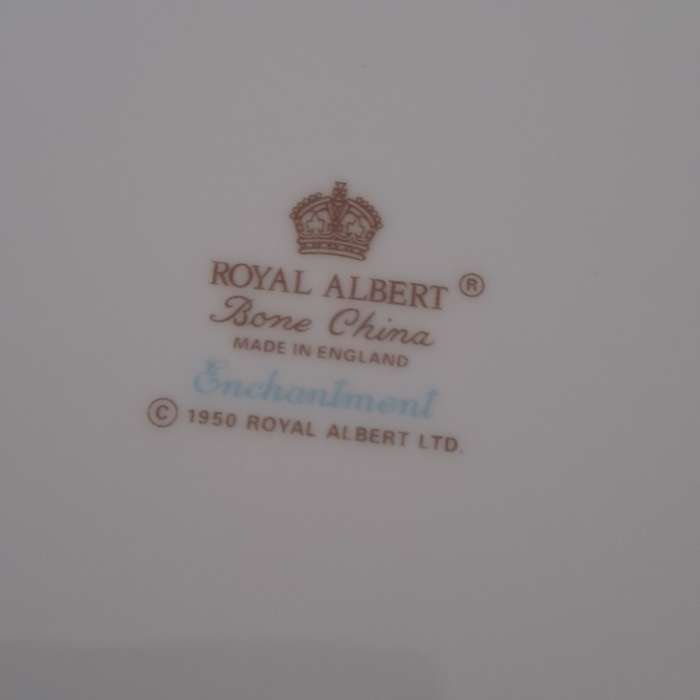 ROYAL ALBERT ®
Bone China
MADE IN ENGLAND
Enchantment
© 1950 ROYAL ALBERT LTD.